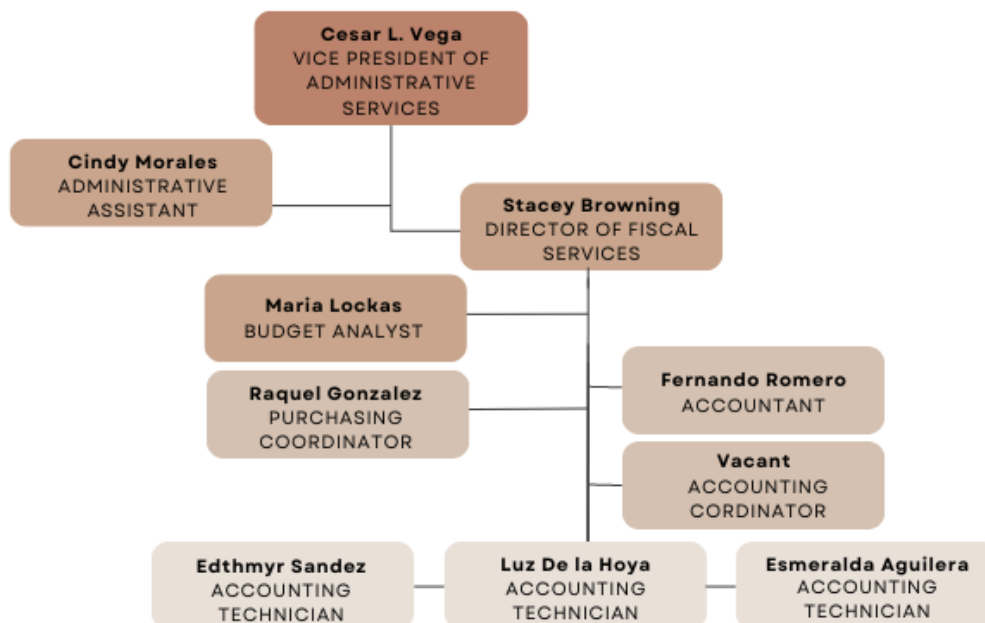 Cesar L. Vega
VICE PRESIDENT OF
ADMINISTRATIVE
SERVICES
Cindy Morales
ADMINISTRATIVE
ASSISTANT
Stacey Browning
DIRECTOR OF FISCAL
SERVICES
Maria Lockas
BUDGET ANALYST
Fernando Romero
ACCOUNTANT
Raquel Gonzalez
PURCHASING
COORDINATOR
Vacant
ACCOUNTING
CORDINATOR
Edthmyr Sandez
ACCOUNTING
TECHNICIAN
Luz De la Hoya
ACCOUNTING
TECHNICIAN
Esmeralda Aguilera
ACCOUNTING
TECHNICIAN